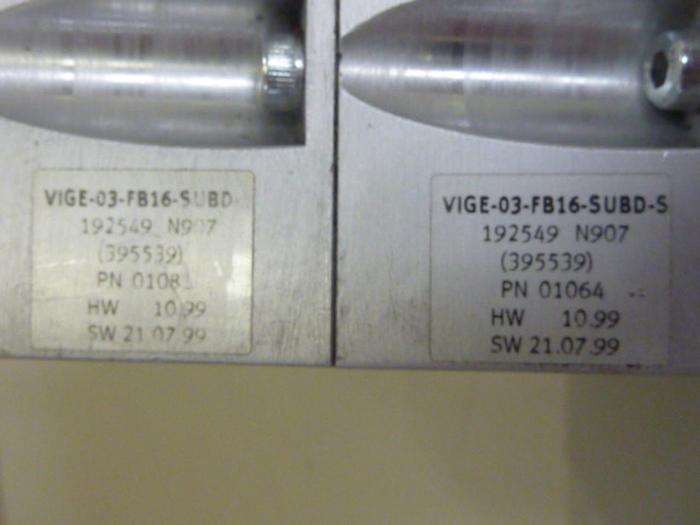 VIGE-03-FB16-SUBD-
192549 N907
(395539)
PN
HW 10.99
SW 21.07.99
VIGE-03-FB16-SUBD-S
192549 N907
(395539)
PN 01064
HW 10.99
SW 21.07.99